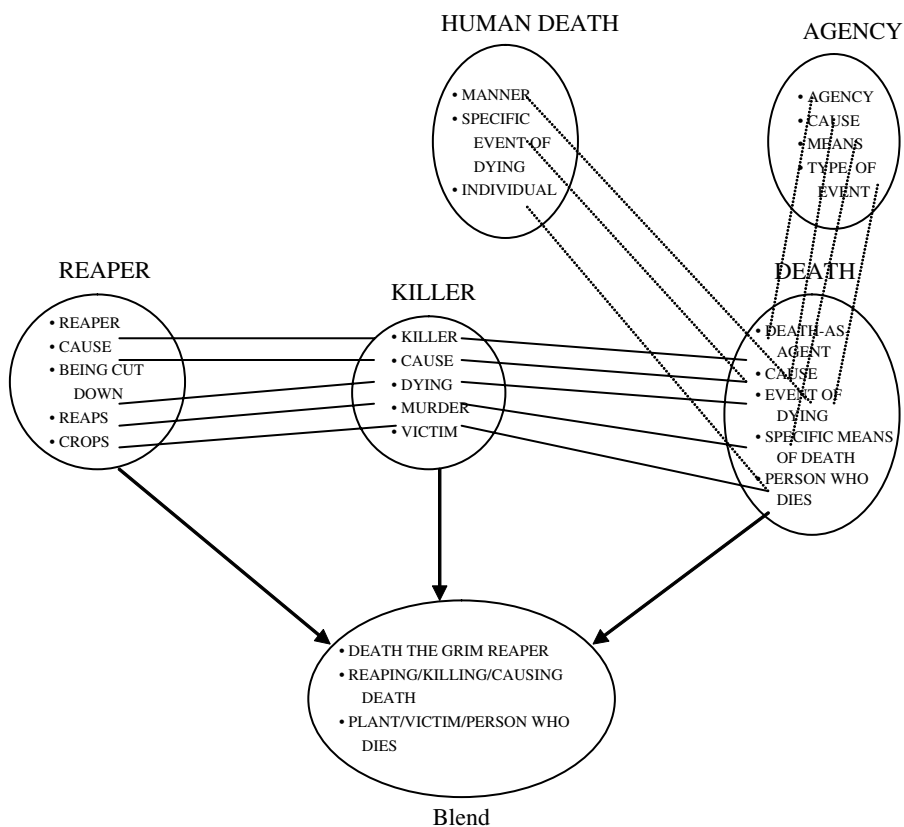 HUMAN DEATH
AGENCY
• MANNER
• SPECIFIC
EVENT OF
DYING
• INDIVIDUAL
• AGENCY
• CAUSE
• MEANS
• TYPE OF
EVENT
REAPER
• REAPER
• CAUSE
• BEING CUT
DOWN
• REAPS
• CROPS
KILLER
• KILLER
• CAUSE
• DYING
• MURDER
• VICTIM
DEATH
• DEATH-AS-
AGENT
• CAUSE
• EVENT OF
DYING
• SPECIFIC MEANS
OF DEATH
• PERSON WHO
DIES
• DEATH THE GRIM REAPER
• REAPING/KILLING/CAUSING
DEATH
• PLANT/VICTIM/PERSON WHO
DIES
Blend